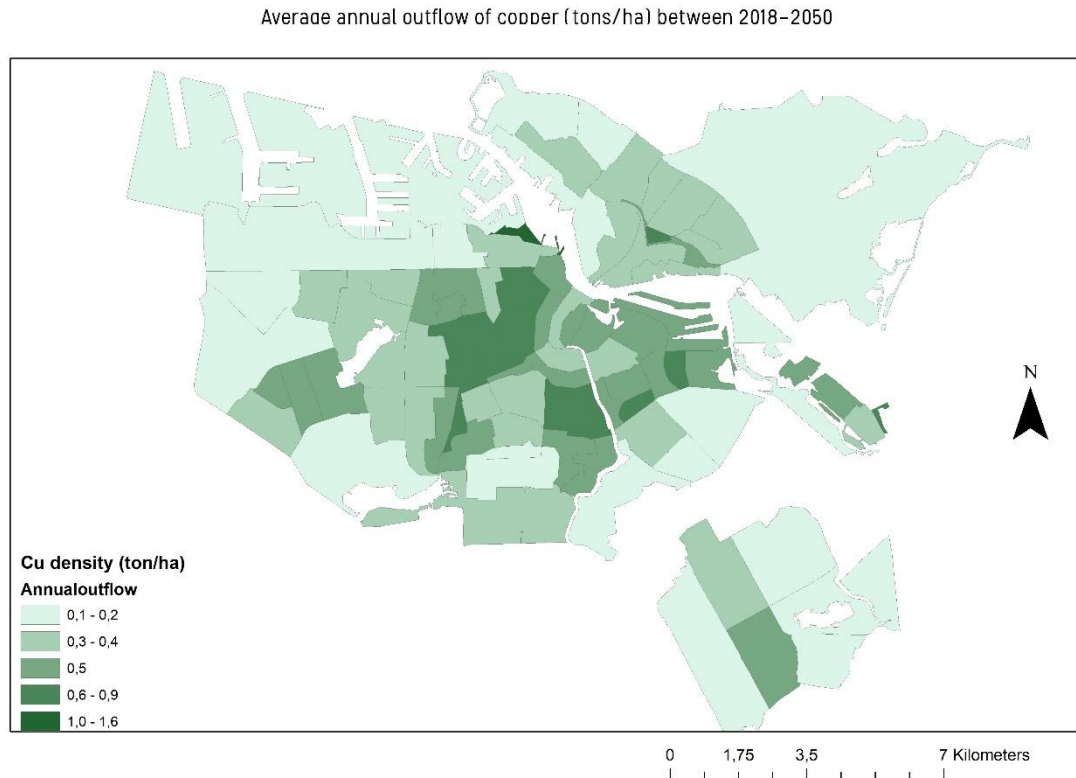 Average annual outflow of copper (tons/ha) between 2018–2050
N
Cu density (ton/ha)
Annualoutflow
0,1 - 0,2
0,3 - 0,4
0,5
0,6 - 0,9
1,0 - 1,6
0 1,75 3,5 7 Kilometers